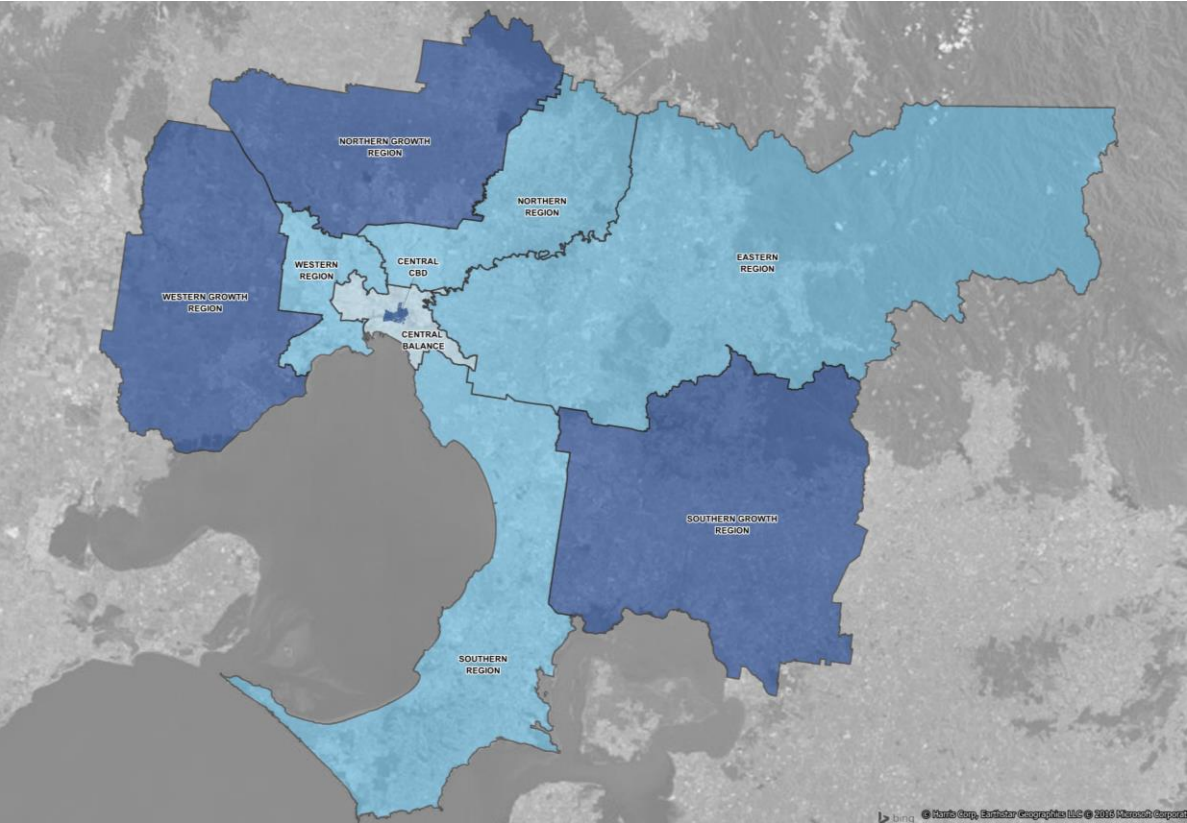 NORTHERN GROWTH
REGION
NORTHERN
REGION
WESTERN
REGION
CENTRAL
CBD
EASTERN
REGION
WESTERN GROWTH
REGION
CENTRAL
BALANCE
SOUTHERN GROWTH
REGION
SOUTHERN
REGION
bing
© Harris Corp, Earthstar Geographics LLC © 2016 Microsoft Corporat